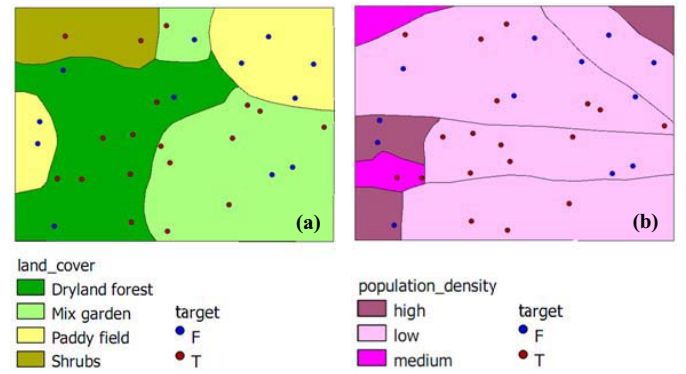 (a)
(b)
land_cover
Dryland forest
Mix garden
Paddy field
Shrubs
target
F
T
population_density
high
low
medium
target
F
T